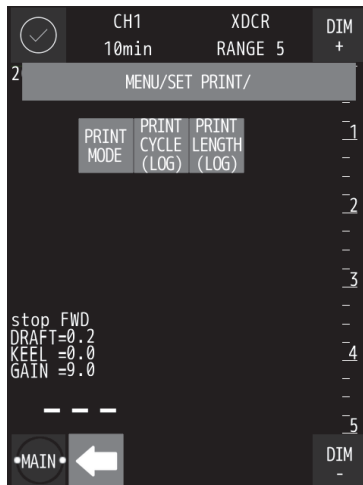 CH1 XDCR DIM
10min RANGE 5 +
2
MENU/SET PRINT/
PRINT MODE
PRINT CYCLE (LOG)
PRINT LENGTH (LOG)
1
2
3
stop FWD
DRAFT=0.2
KEEL =0.0
GAIN =9.0
4
– – –
5
•MAIN•
DIM
-